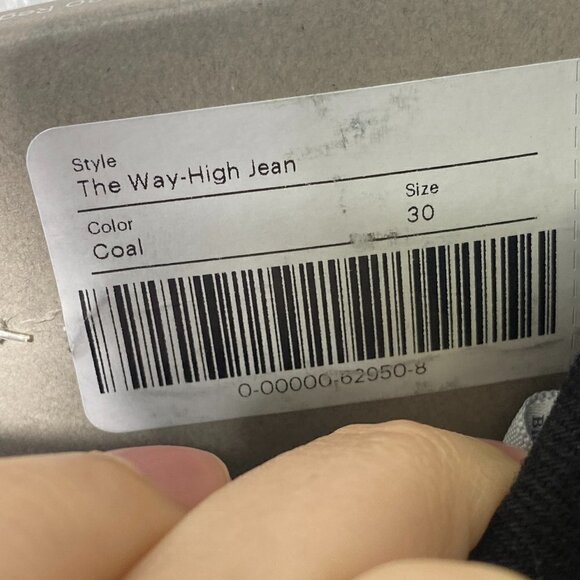 Style
The Way-High Jean
Color
Size
Coal
30
0-00000-62950-8